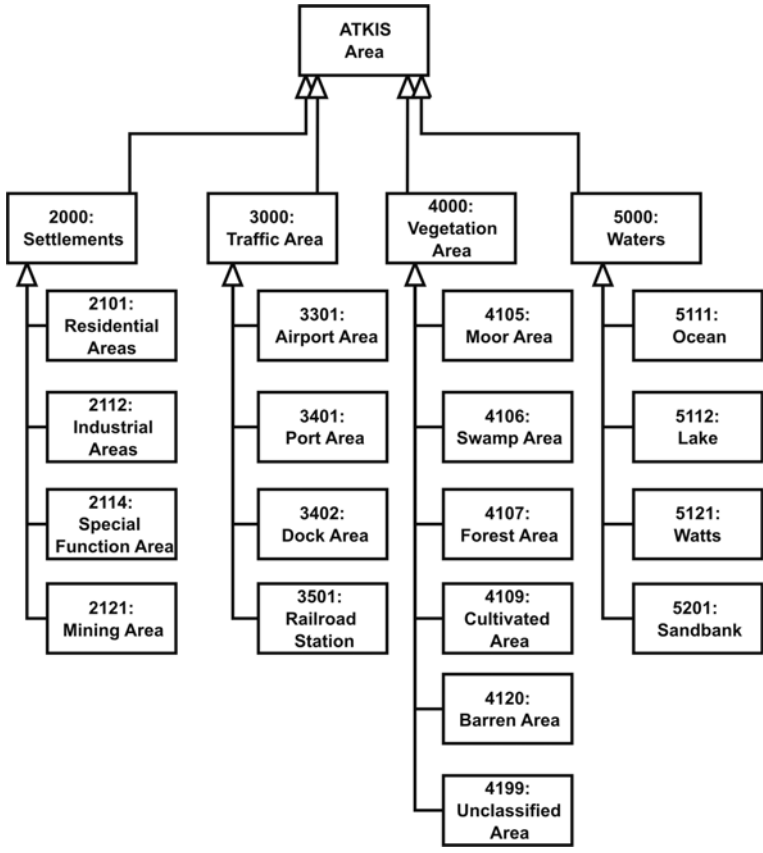 ATKIS
Area
2000:
Settlements
3000:
Traffic Area
4000:
Vegetation
Area
5000:
Waters
2101:
Residential
Areas
2112:
Industrial
Areas
2114:
Special
Function Area
2121:
Mining Area
3301:
Airport Area
3401:
Port Area
3402:
Dock Area
3501:
Railroad
Station
4105:
Moor Area
4106:
Swamp Area
4107:
Forest Area
4109:
Cultivated
Area
4120:
Barren Area
4199:
Unclassified
Area
5111:
Ocean
5112:
Lake
5121:
Watts
5201:
Sandbank